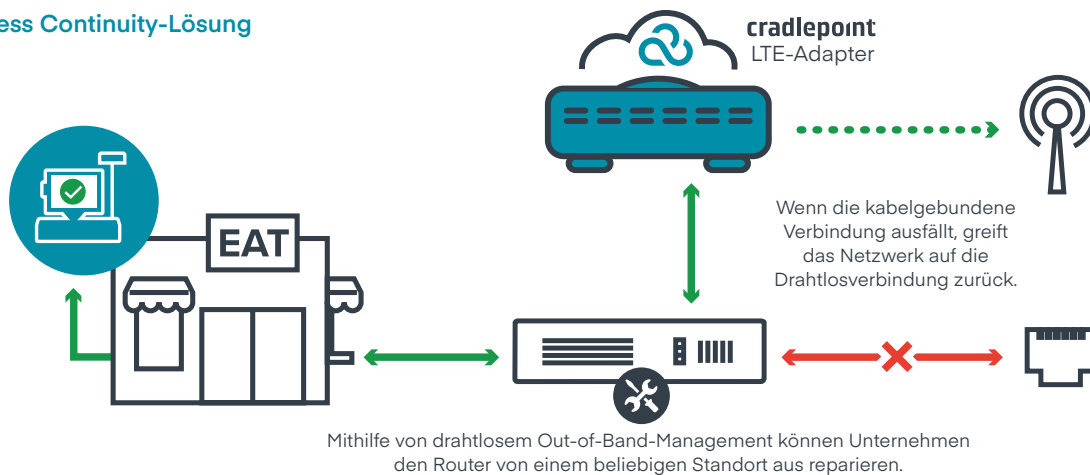 ess Continuity-Lösung
cradlepoint
LTE-Adapter
Wenn die kabelgebundene
Verbindung ausfällt, greift
das Netzwerk auf die
Drahtlosverbindung zurück.
EAT
Mithilfe von drahtlosem Out-of-Band-Management können Unternehmen
den Router von einem beliebigen Standort aus reparieren.